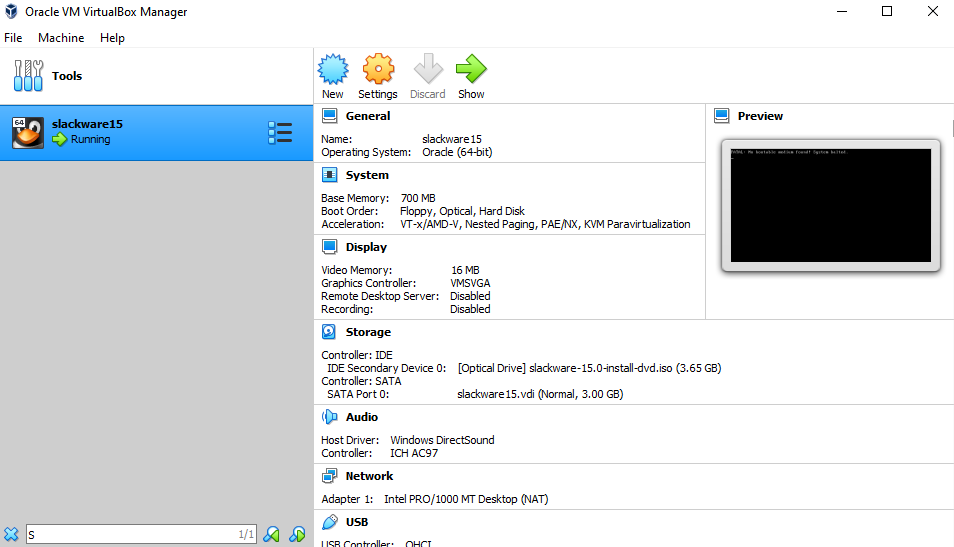 Oracle VM VirtualBox Manager
File Machine Help
Tools
64
slackware15
Running
s
1/1
New Settings Discard Show
General
Name: slackware15
Operating System: Oracle (64-bit)
System
Base Memory: 700 MB
Boot Order: Floppy, Optical, Hard Disk
Acceleration: VT-x/AMD-V, Nested Paging, PAE/NX, KVM Paravirtualization
Display
Video Memory: 16 MB
Graphics Controller: VMSVGA
Remote Desktop Server: Disabled
Recording: Disabled
Preview
FATAL: No bootable medium found! System halted.
Storage
Controller: IDE
IDE Secondary Device 0: [Optical Drive] slackware-15.0-install-dvd.iso (3.65 GB)
Controller: SATA
SATA Port 0: slackware15.vdi (Normal, 3.00 GB)
Audio
Host Driver: Windows DirectSound
Controller: ICH AC97
Network
Adapter 1: Intel PRO/1000 MT Desktop (NAT)
USB
USB Controller: OHCI